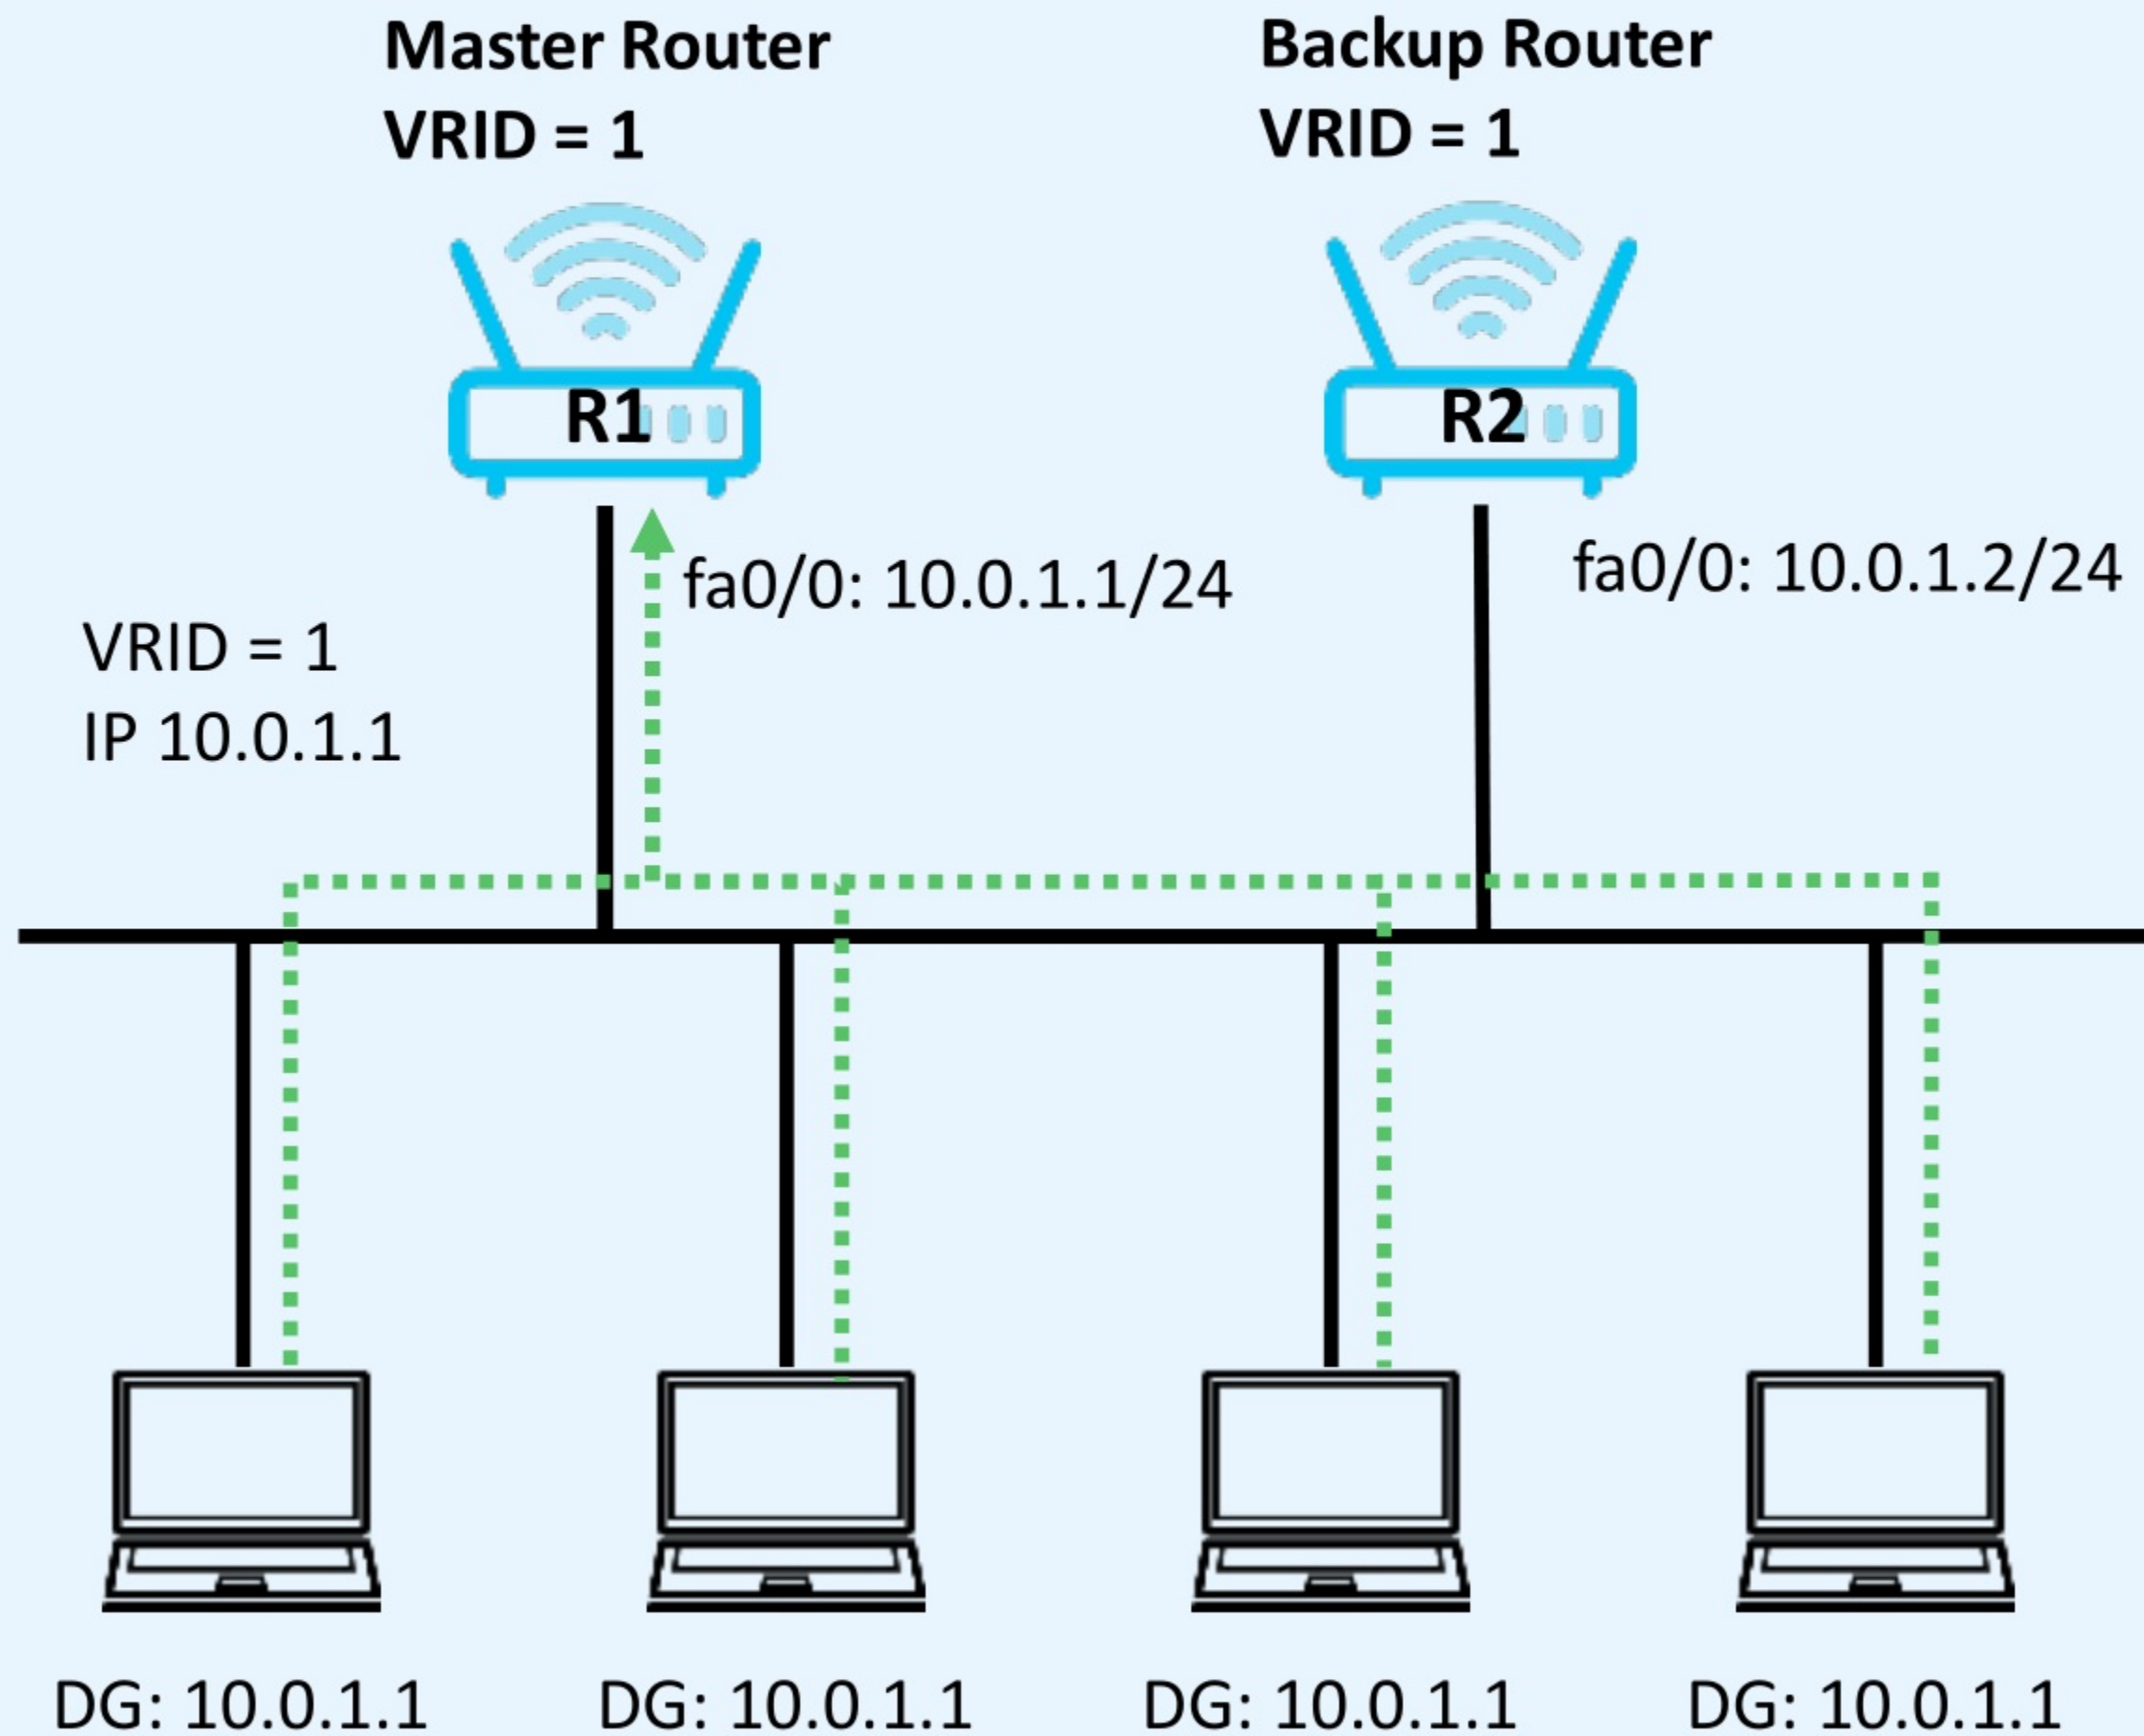 Master Router
VRID = 1
Backup Router
VRID = 1
R1
R2
fa0/0: 10.0.1.1/24
fa0/0: 10.0.1.2/24
VRID = 1
IP 10.0.1.1
DG: 10.0.1.1
DG: 10.0.1.1
DG: 10.0.1.1
DG: 10.0.1.1